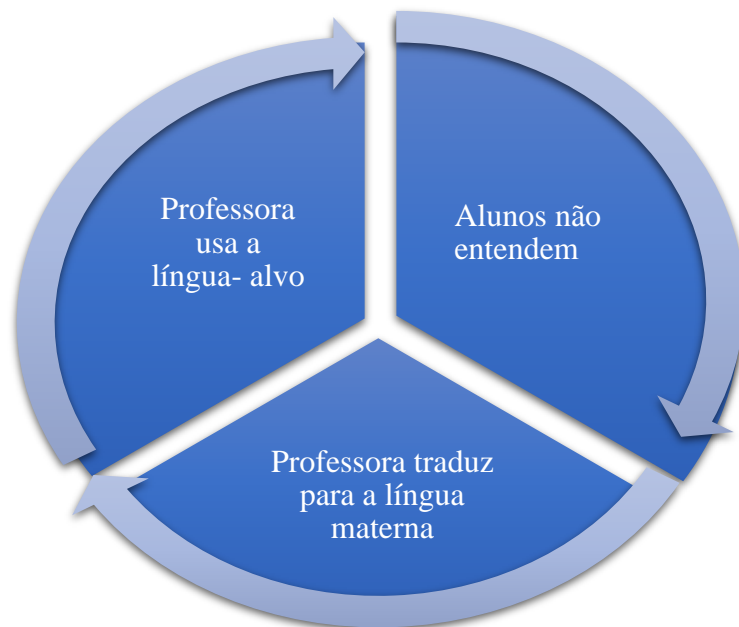 Professora
usa a
língua- alvo
Alunos não
entendem
Professora traduz
para a língua
materna